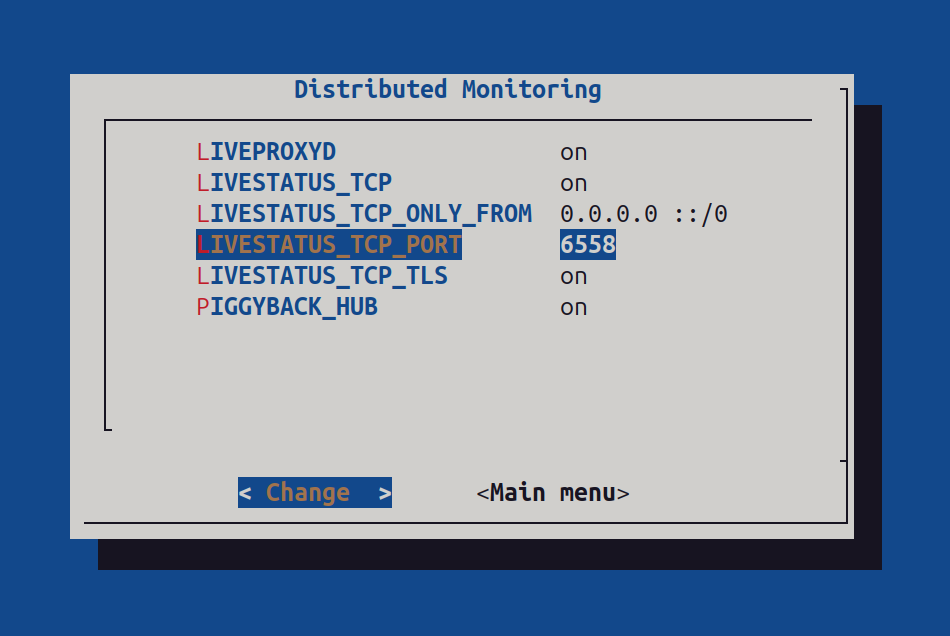 Distributed Monitoring
LIVEPROXYD on
LIVESTATUS_TCP on
LIVESTATUS_TCP_ONLY_FROM 0.0.0.0 ::/0
LIVESTATUS_TCP_PORT 6558
LIVESTATUS_TCP_TLS on
PIGGYBACK_HUB on
< Change > <Main menu>